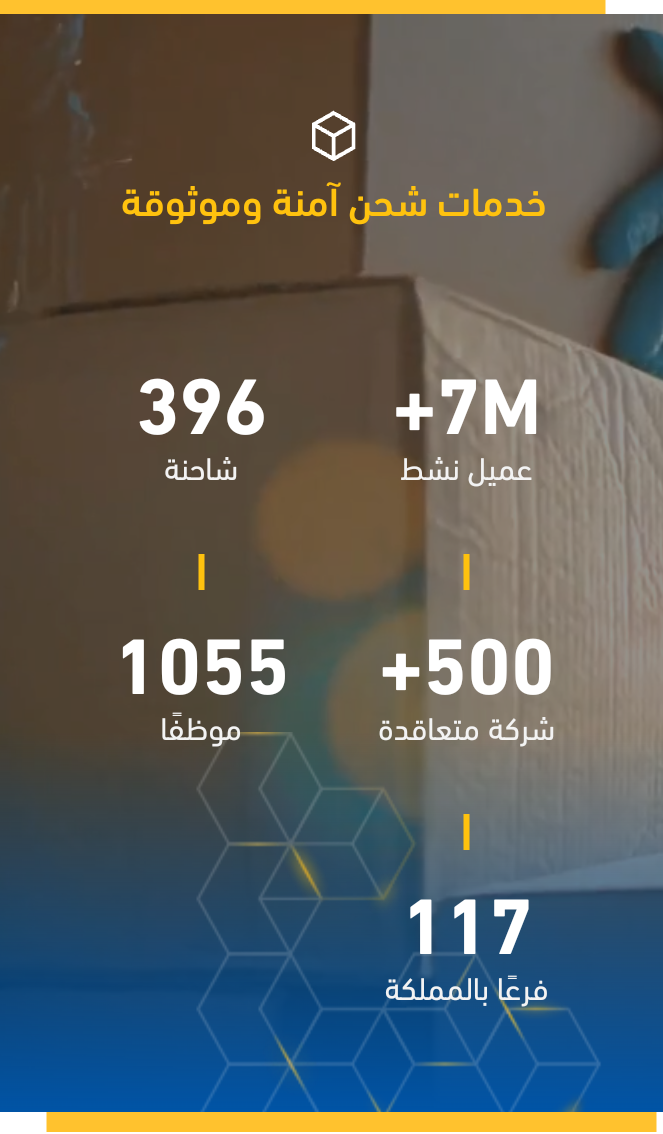 خدمات شحن آمنة وموثوقة
+7M
عميل نشط
396
شاحنة
+500
شركة متعاقدة
1055
موظفًا
117
فرعًا بالمملكة